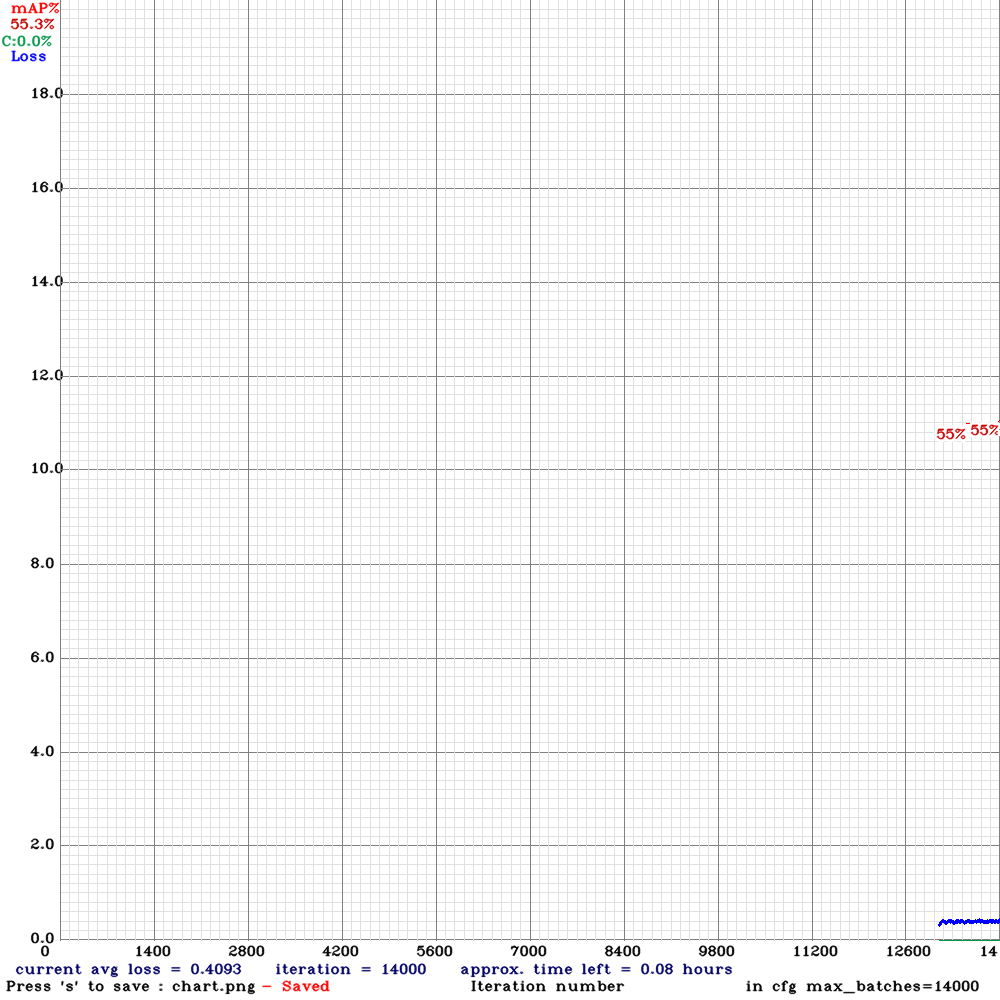 mAP%
55.3%
C:0.0%
Loss
18.0
16.0
14.0
12.0
55% 55%
10.0
8.0
6.0
4.0
2.0
0.0
0 1400 2800 4200 5600 7000 8400 9800 11200 12600 14
current avg loss = 0.4093 iteration = 14000 approx. time left = 0.08 hours
Press 's' to save : chart.png - Saved Iteration number in cfg max_batches=14000